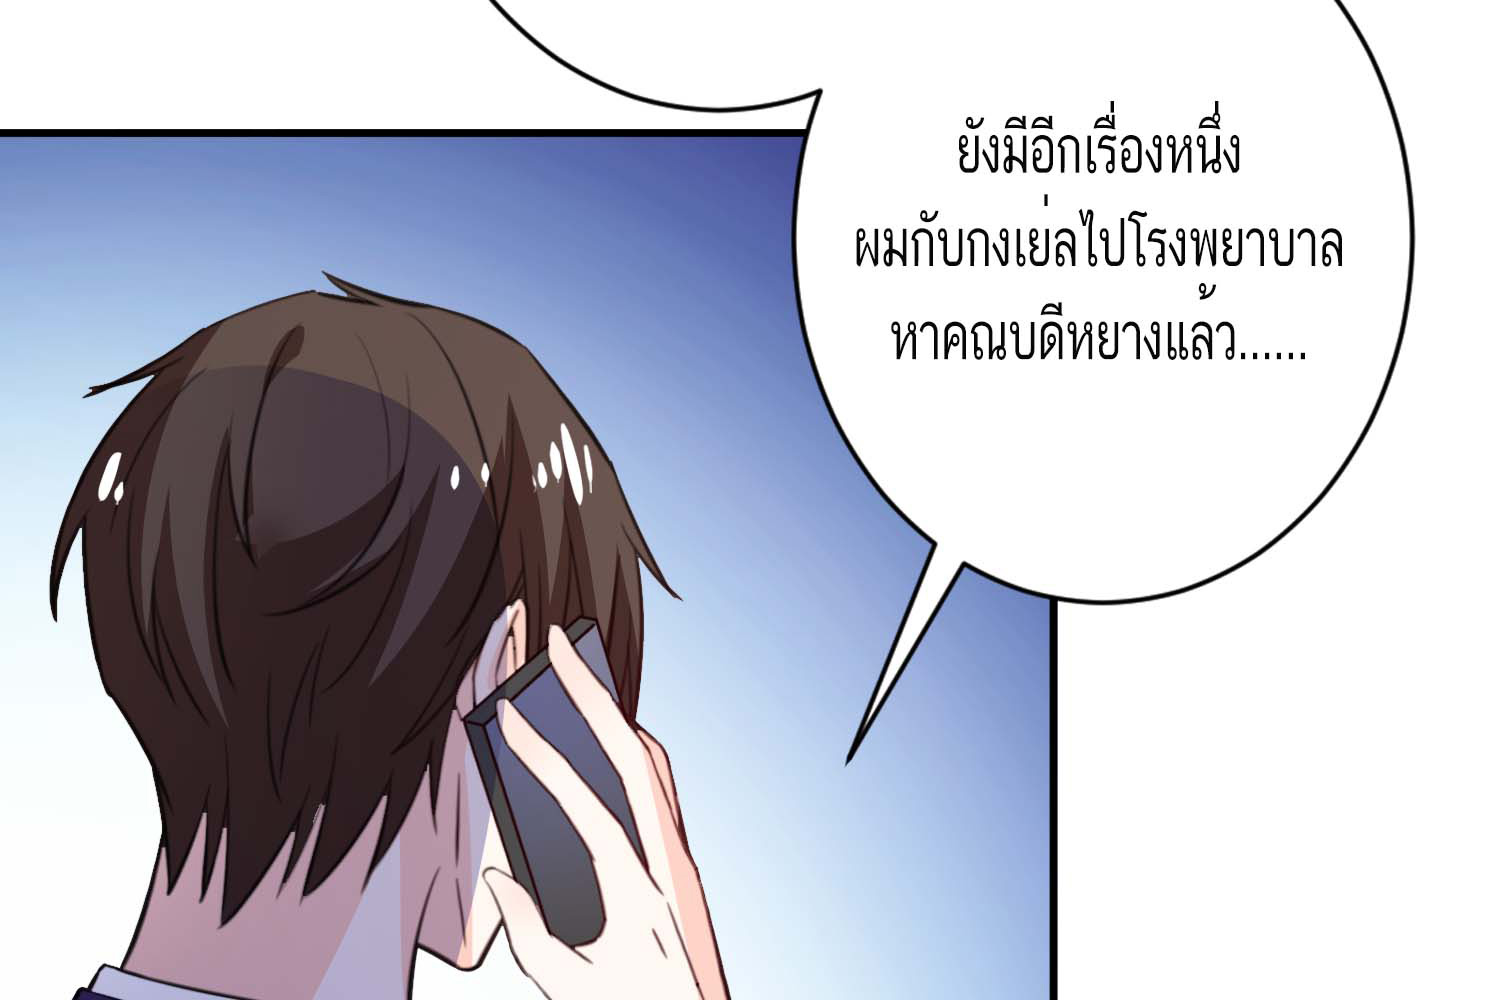 ยังมีอีกเรื่องหนึ่ง
ผมกับกงเย่ลไปโรงพยาบาล
หาคณบดีหยางแล้ว......